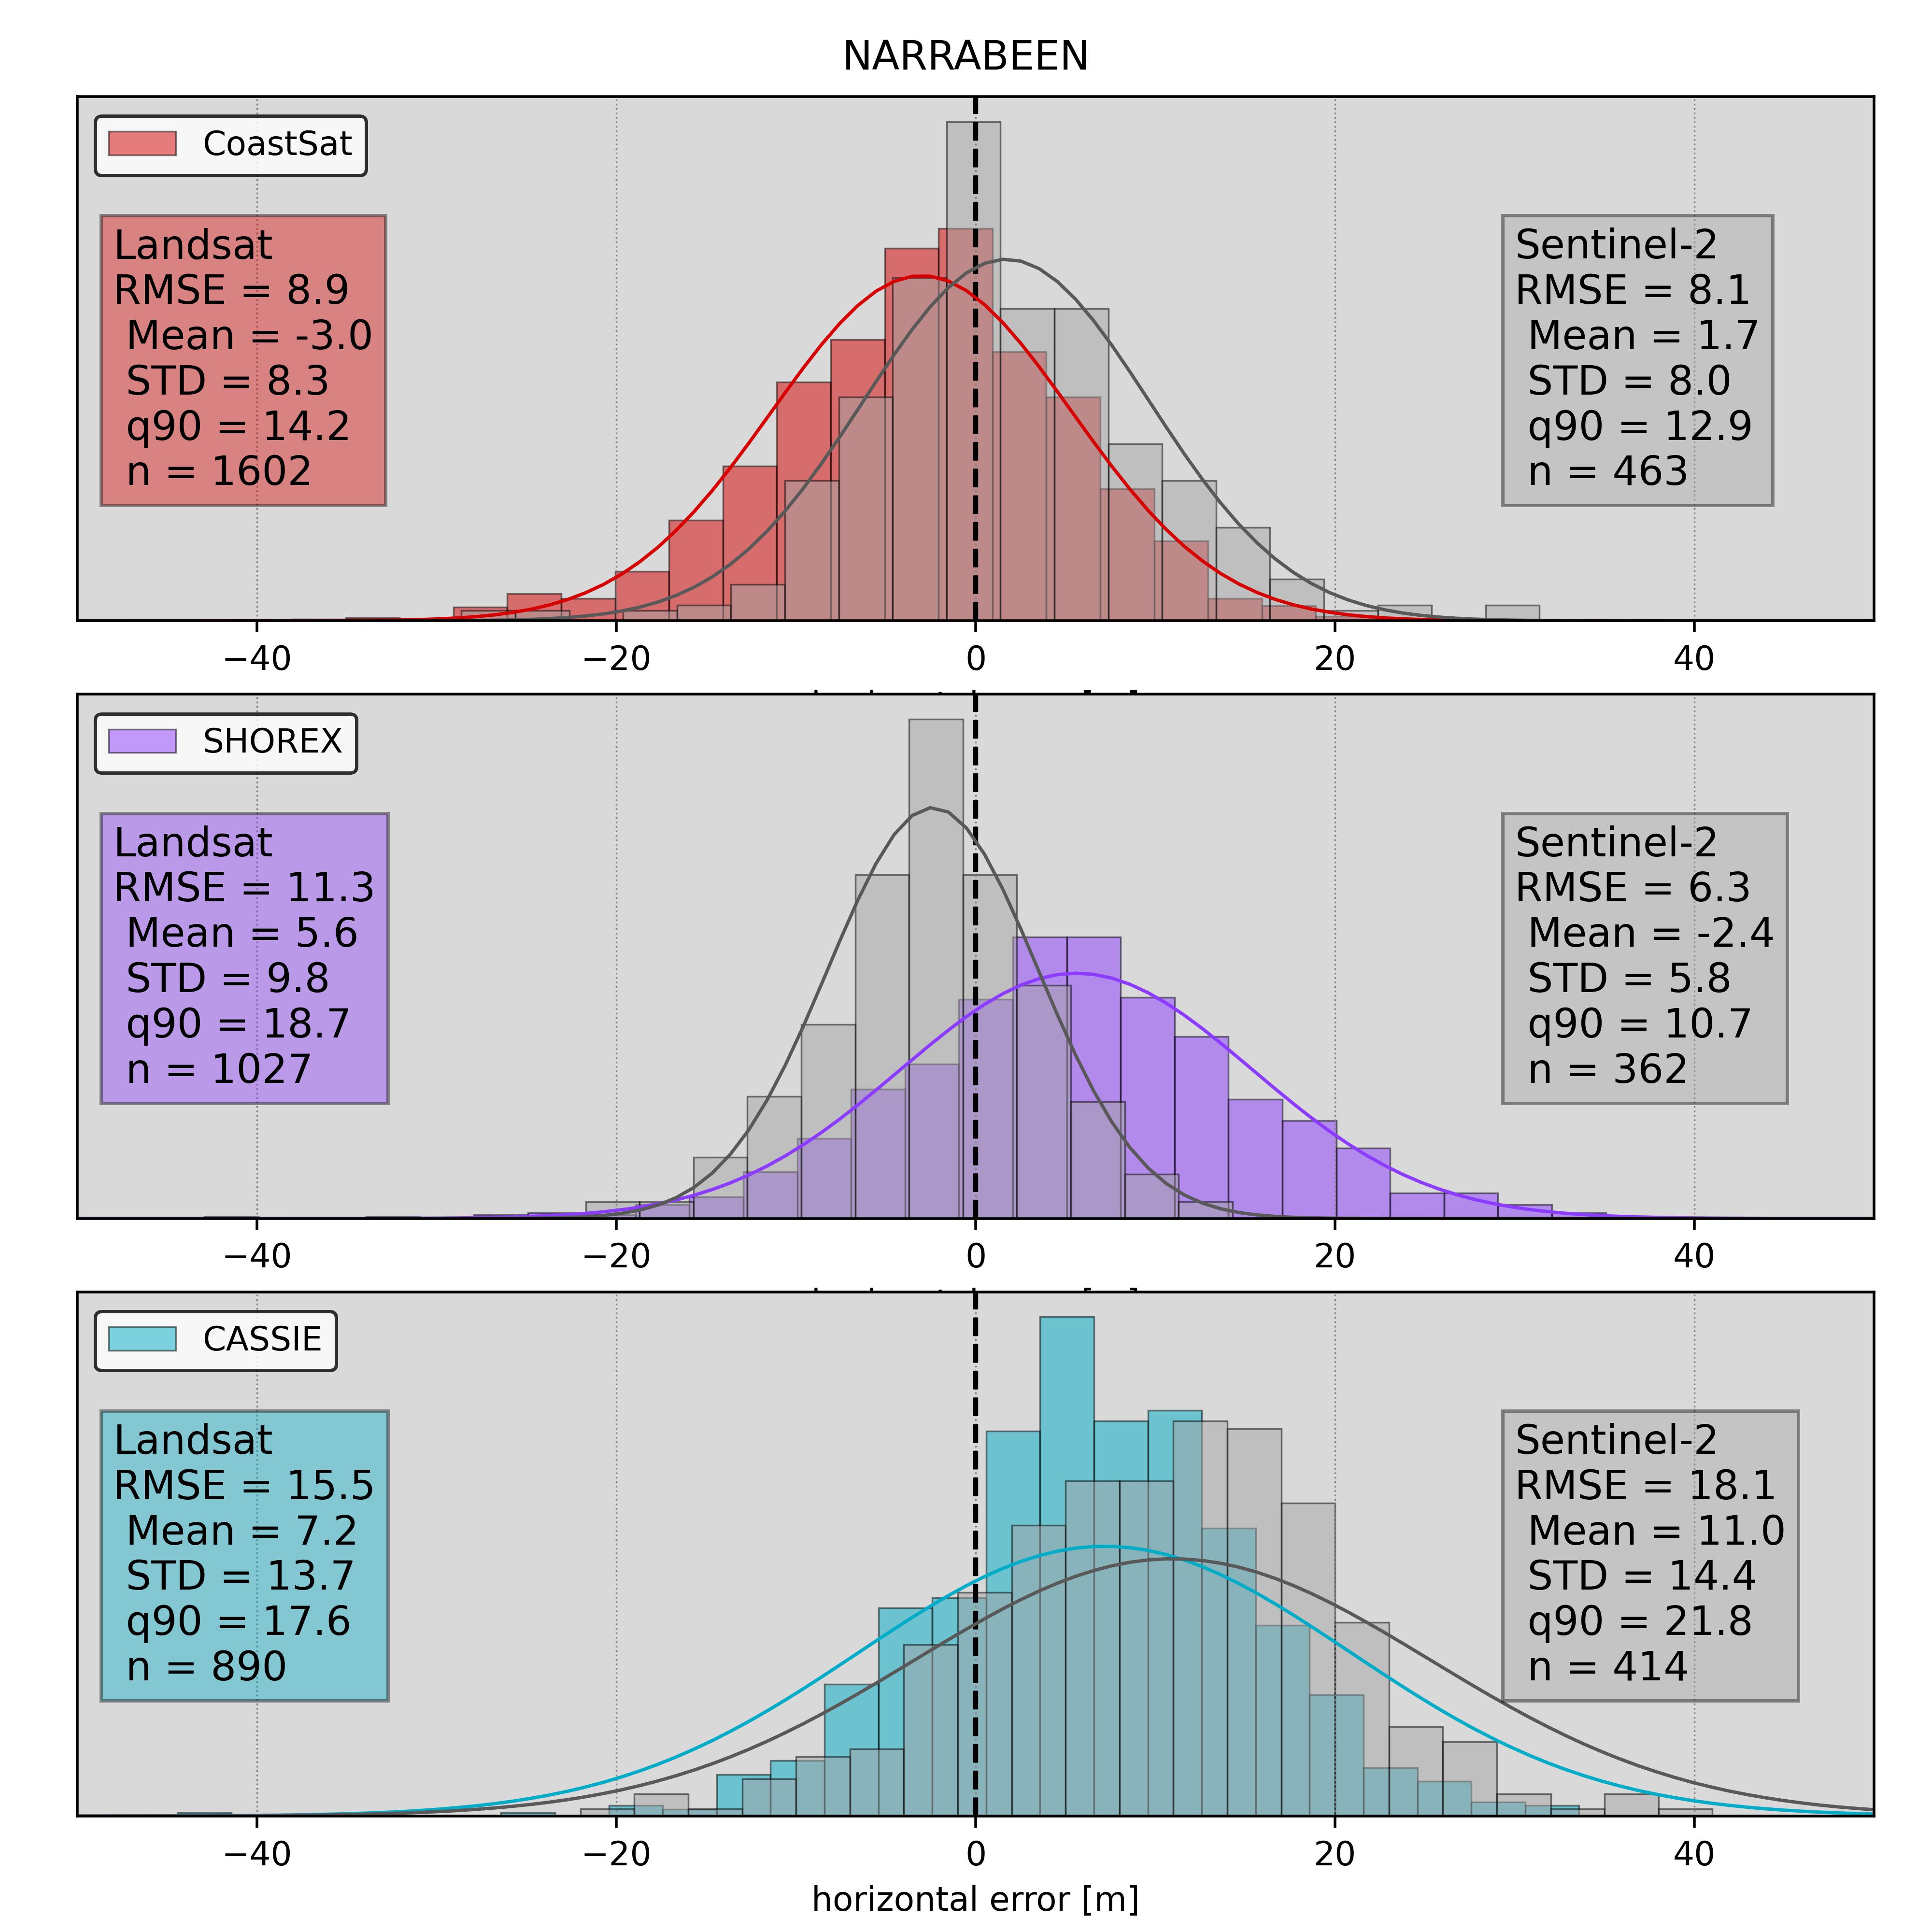 NARRABEEN
CoastSat
Landsat
RMSE = 8.9
Mean = -3.0
STD = 8.3
q90 = 14.2
n = 1602
Sentinel-2
RMSE = 8.1
Mean = 1.7
STD = 8.0
q90 = 12.9
n = 463
−40 −20 0 20 40
SHOREX
Landsat
RMSE = 11.3
Mean = 5.6
STD = 9.8
q90 = 18.7
n = 1027
Sentinel-2
RMSE = 6.3
Mean = -2.4
STD = 5.8
q90 = 10.7
n = 362
−40 −20 0 20 40
CASSIE
Landsat
RMSE = 15.5
Mean = 7.2
STD = 13.7
q90 = 17.6
n = 890
Sentinel-2
RMSE = 18.1
Mean = 11.0
STD = 14.4
q90 = 21.8
n = 414
−40 −20 0 20 40
horizontal error [m]